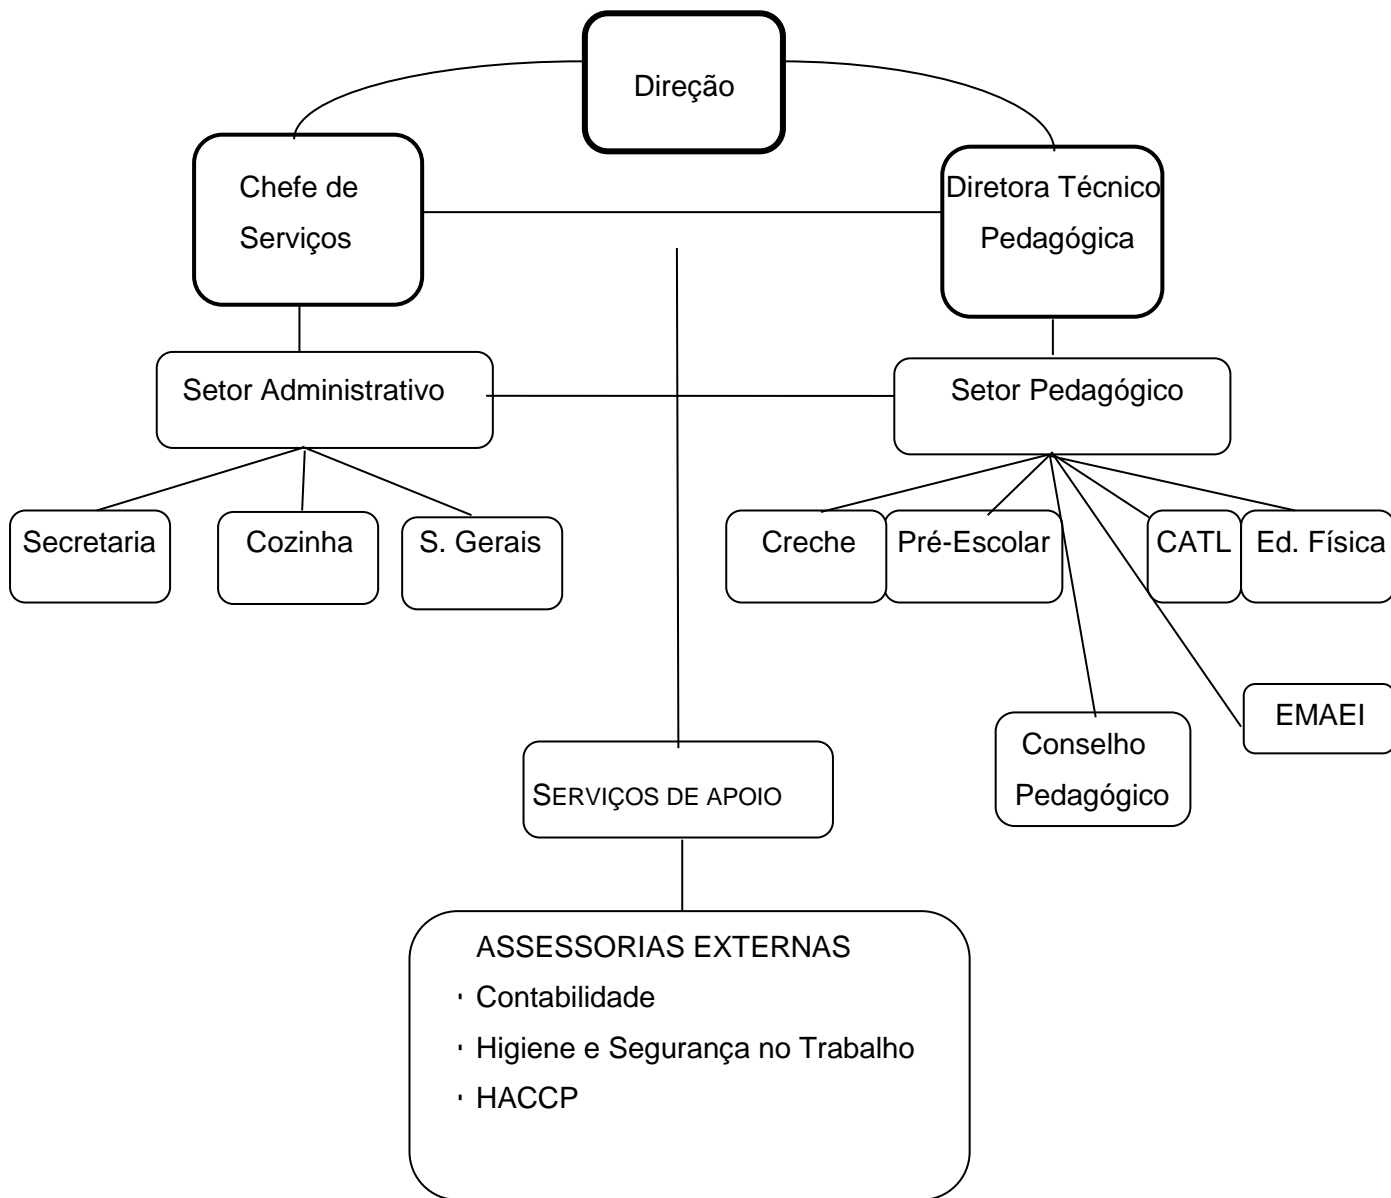 Direção
Chefe de
Serviços
Diretora Técnico
Pedagógica
Setor Administrativo
Setor Pedagógico
Secretaria
Cozinha
S. Gerais
Creche
Pré-Escolar
CATL
Ed. Física
EMAEI
Conselho
Pedagógico
SERVIÇOS DE APOIO
ASSESSORIAS EXTERNAS
· Contabilidade
· Higiene e Segurança no Trabalho
· HACCP